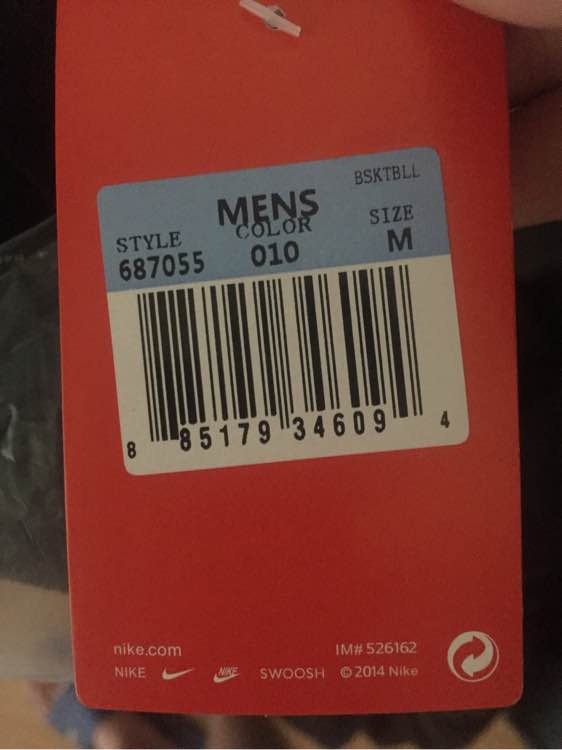 BSKTBLL
MENS
STYLE COLOR SIZE
687055 010 M
8 85179 34609 4
nike.com IM# 526162
NIKE NIKE SWOOSH © 2014 Nike